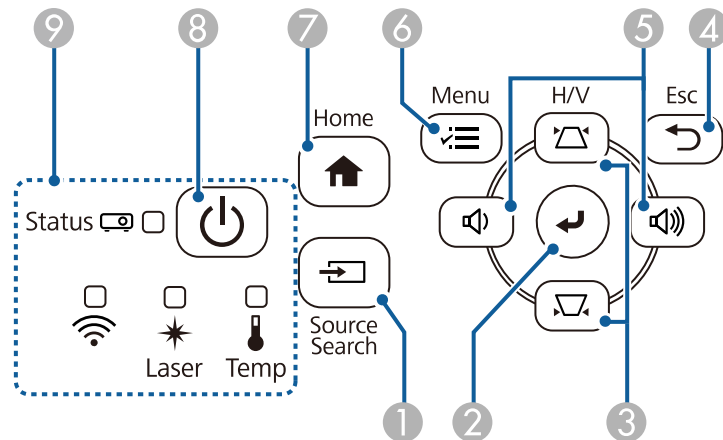 9 8 7 6 5 4
Menu H/V Esc
Home
Status
Source
Search
Laser Temp
1 2 3